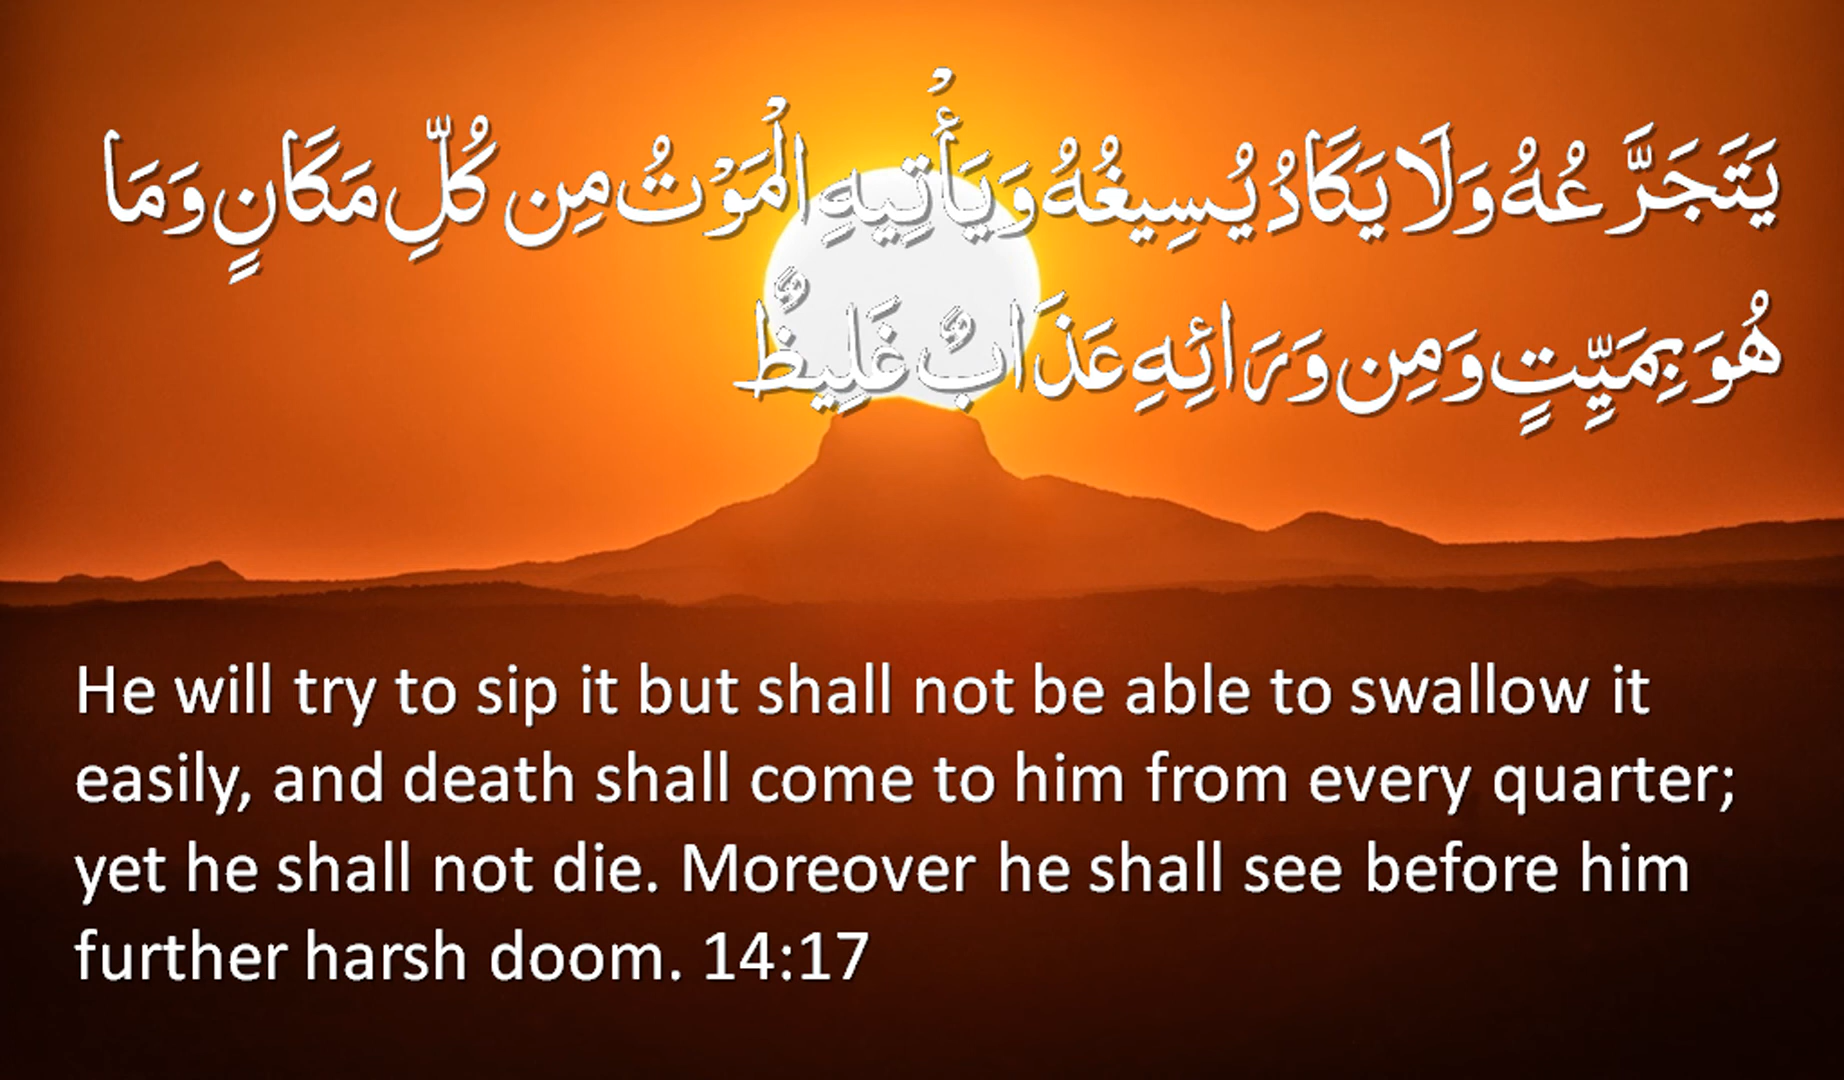 يَتَجَرَّعُهُ وَلَا يَكَادُ يُسِيغُهُ وَيَأْتِيهِ الْمَوْتُ مِن كُلِّ مَكَانٍ وَمَا
هُوَ بِمَيِّتٍ وَمِن وَرَائِهِ عَذَابٌ غَلِيظٌ
He will try to sip it but shall not be able to swallow it
easily, and death shall come to him from every quarter;
yet he shall not die. Moreover he shall see before him
further harsh doom. 14:17